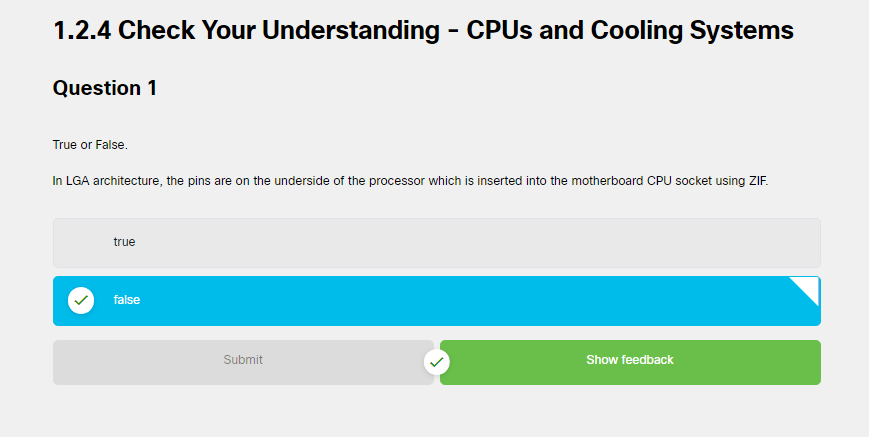 1.2.4 Check Your Understanding - CPUs and Cooling Systems
Question 1
True or False.
In LGA architecture, the pins are on the underside of the processor which is inserted into the motherboard CPU socket using ZIF.
true
false
Submit
Show feedback